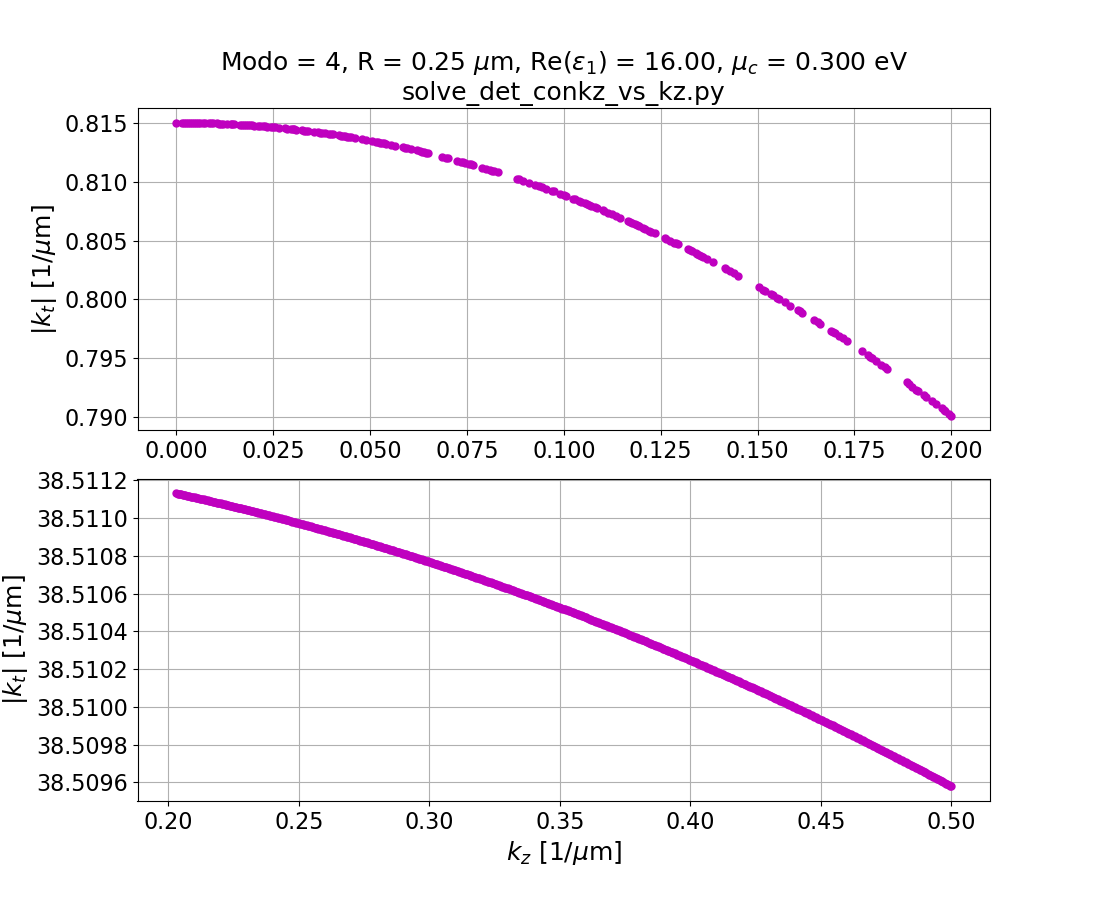 Modo = 4, R = 0.25 μm, Re(ε₁) = 16.00, μ_c = 0.300 eV
solve_det_conkz_vs_kz.py
|k_t| [1/μm]
0.815
0.810
0.805
0.800
0.795
0.790
0.000 0.025 0.050 0.075 0.100 0.125 0.150 0.175 0.200
|k_t| [1/μm]
38.5112
38.5110
38.5108
38.5106
38.5104
38.5102
38.5100
38.5098
38.5096
0.20 0.25 0.30 0.35 0.40 0.45 0.50
k_z [1/μm]